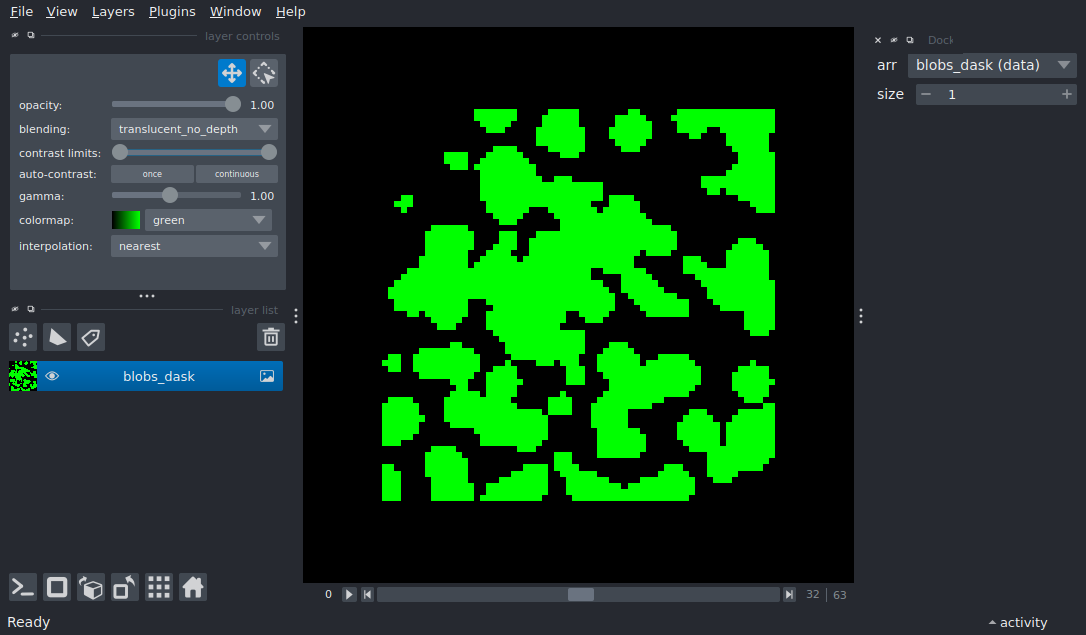 File View Layers Plugins Window Help
layer controls
opacity: 1.00
blending: translucent_no_depth
contrast limits:
auto-contrast: once continuous
gamma: 1.00
colormap: green
interpolation: nearest
layer list
blobs_dask
Dock
arr blobs_dask (data)
size 1
0 32 63
Ready
activity